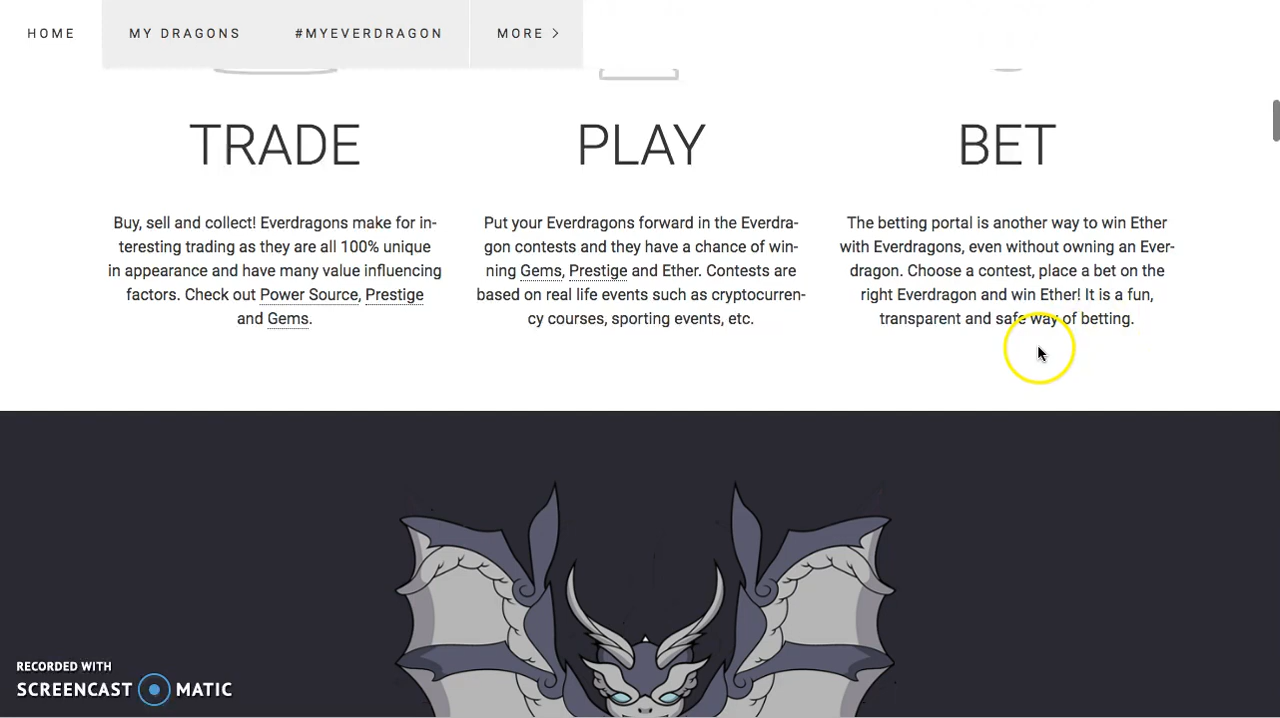 HOME
MY DRAGONS
#MYEVERDRAGON
MORE >
TRADE
Buy, sell and collect! Everdragons make for in-
teresting trading as they are all 100% unique
in appearance and have many value influencing
factors. Check out Power Source, Prestige
and Gems.
PLAY
Put your Everdragons forward in the Everdra-
gon contests and they have a chance of win-
ning Gems, Prestige and Ether. Contests are
based on real life events such as cryptocurren-
cy courses, sporting events, etc.
BET
The betting portal is another way to win Ether
with Everdragons, even without owning an Ever-
dragon. Choose a contest, place a bet on the
right Everdragon and win Ether! It is a fun,
transparent and safe way of betting.
RECORDED WITH
SCREENCAST MATIC